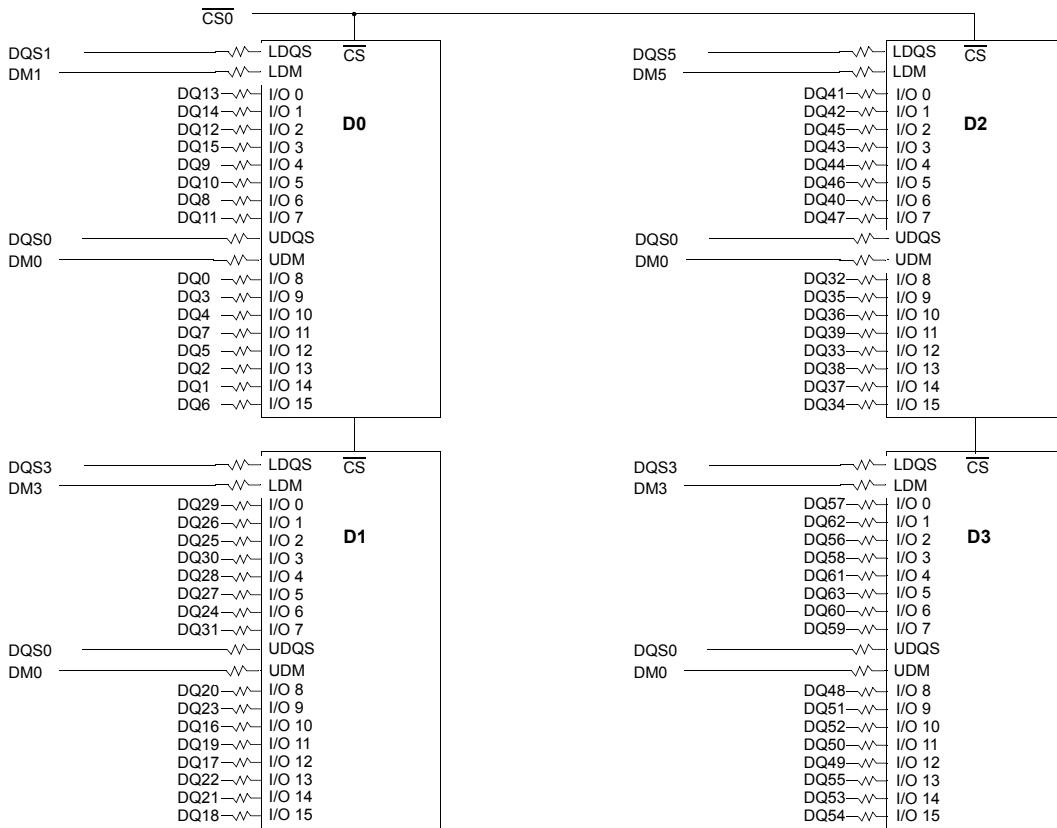 CS0
DQS1 LDQS CS
DM1 LDM
DQ13 I/O 0
DQ14 I/O 1
D0
DQ12 I/O 2
DQ15 I/O 3
DQ9 I/O 4
DQ10 I/O 5
DQ8 I/O 6
DQ11 I/O 7
DQS0 UDQS
DM0 UDM
DQ0 I/O 8
DQ3 I/O 9
DQ4 I/O 10
DQ7 I/O 11
DQ5 I/O 12
DQ2 I/O 13
DQ1 I/O 14
DQ6 I/O 15
DQS5 LDQS CS
DM5 LDM
DQ41 I/O 0
DQ42 I/O 1
D2
DQ45 I/O 2
DQ43 I/O 3
DQ44 I/O 4
DQ46 I/O 5
DQ40 I/O 6
DQ47 I/O 7
DQS0 UDQS
DM0 UDM
DQ32 I/O 8
DQ35 I/O 9
DQ36 I/O 10
DQ39 I/O 11
DQ33 I/O 12
DQ38 I/O 13
DQ37 I/O 14
DQ34 I/O 15
DQS3 LDQS CS
DM3 LDM
DQ29 I/O 0
DQ26 I/O 1
DQ25 I/O 2 D1
DQ30 I/O 3
DQ28 I/O 4
DQ27 I/O 5
DQ24 I/O 6
DQ31 I/O 7
DQS0 UDQS
DM0 UDM
DQ20 I/O 8
DQ23 I/O 9
DQ16 I/O 10
DQ19 I/O 11
DQ17 I/O 12
DQ22 I/O 13
DQ21 I/O 14
DQ18 I/O 15
DQS3 LDQS CS
DM3 LDM
DQ57 I/O 0
DQ62 I/O 1
DQ56 I/O 2 D3
DQ58 I/O 3
DQ61 I/O 4
DQ63 I/O 5
DQ60 I/O 6
DQ59 I/O 7
DQS0 UDQS
DM0 UDM
DQ48 I/O 8
DQ51 I/O 9
DQ52 I/O 10
DQ50 I/O 11
DQ49 I/O 12
DQ55 I/O 13
DQ53 I/O 14
DQ54 I/O 15